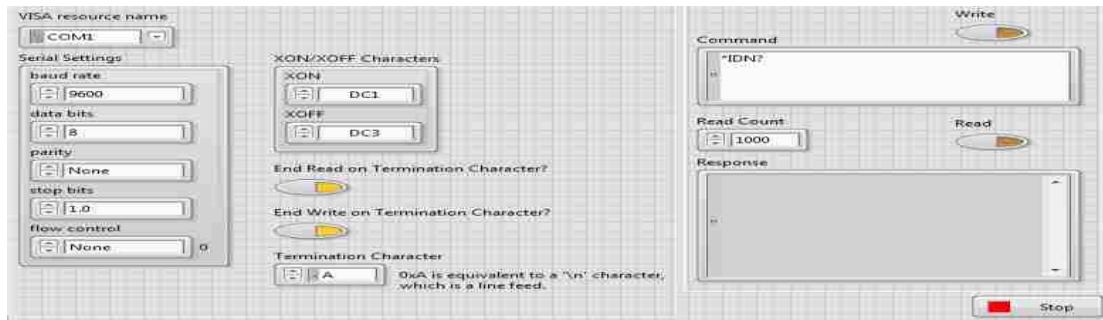 VISA resource name
COM1
Serial Settings
baud rate
9600
data bits
8
parity
None
stop bits
1.0
flow control
None
0
XON/XOFF Characters
XON
DC1
XOFF
DC3
End Read on Termination Character?
End Write on Termination Character?
Termination Character
A
0xA is equivalent to a '\n' character,
which is a line feed.
Write
Command
*IDN?
Read Count
1000
Read
Response
Stop